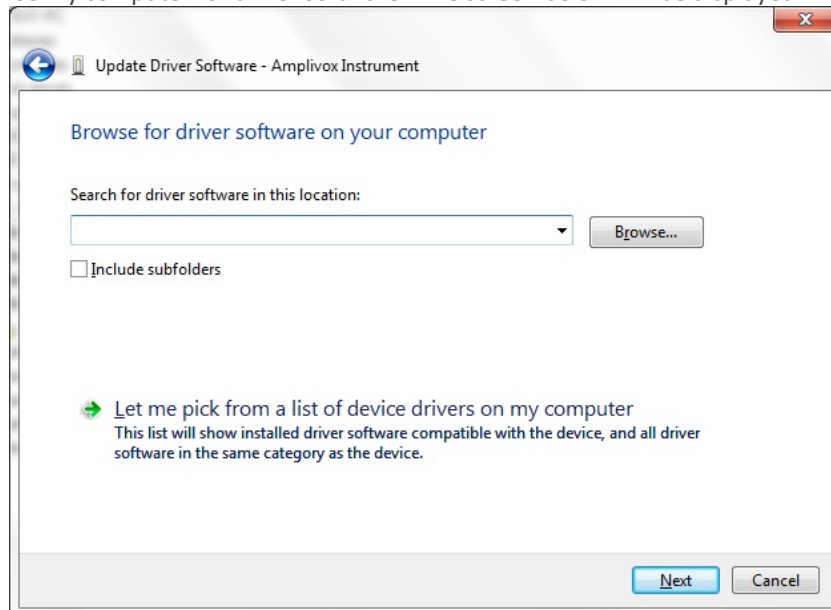 Update Driver Software - Amplivox Instrument
Browse for driver software on your computer
Search for driver software in this location:
Browse...
Include subfolders
Let me pick from a list of device drivers on my computer
This list will show installed driver software compatible with the device, and all driver
software in the same category as the device.
Next
Cancel